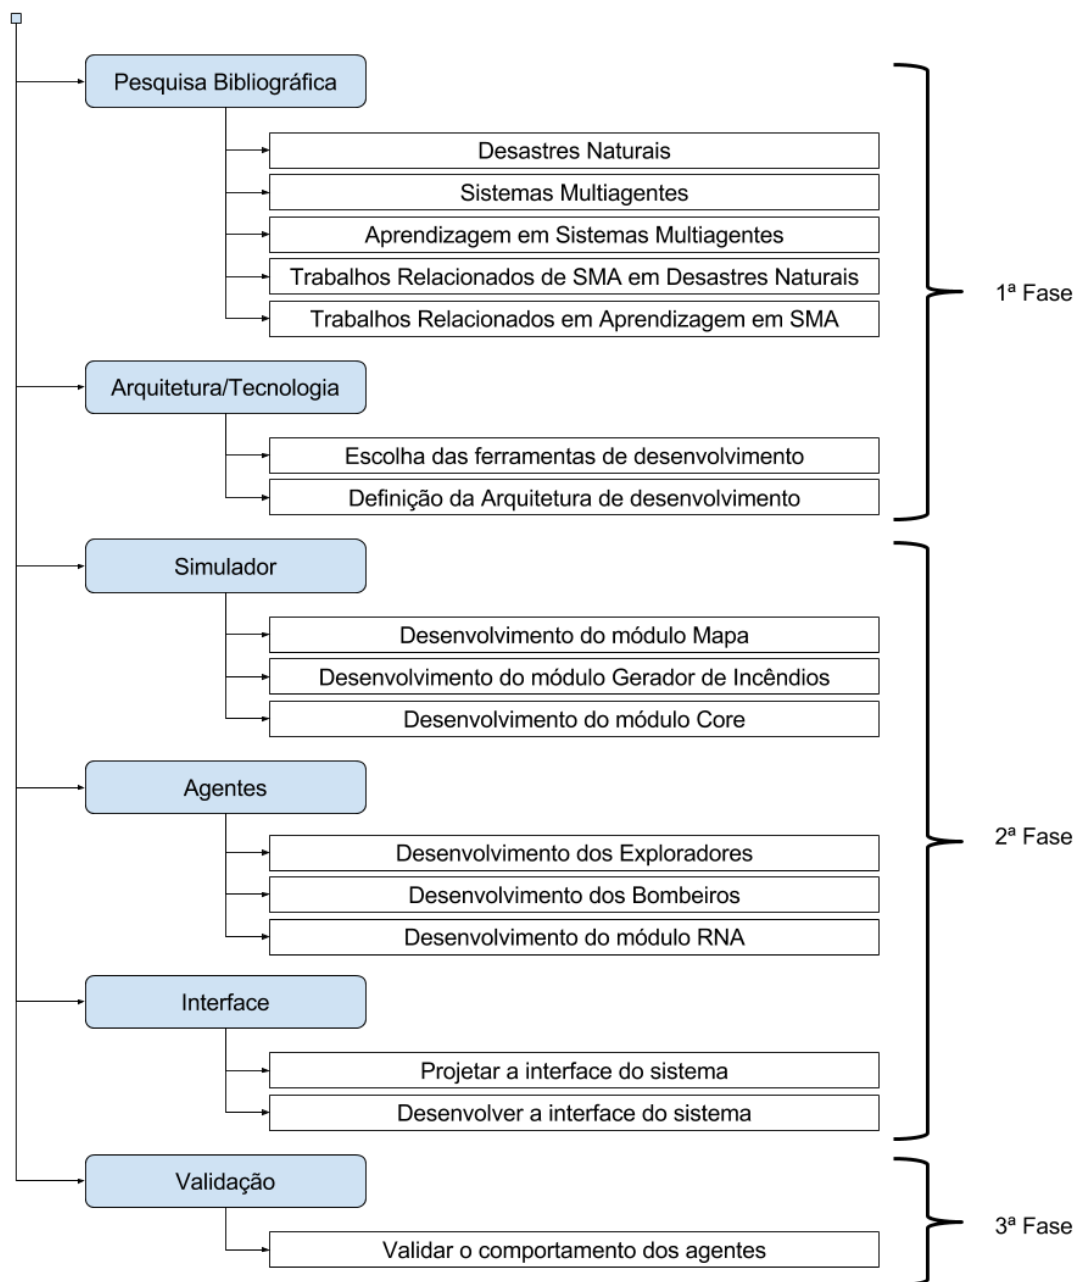 Pesquisa Bibliográfica
Desastres Naturais
Sistemas Multiagentes
Aprendizagem em Sistemas Multiagentes
Trabalhos Relacionados de SMA em Desastres Naturais
Trabalhos Relacionados em Aprendizagem em SMA
1ª Fase
Arquitetura/Tecnologia
Escolha das ferramentas de desenvolvimento
Definição da Arquitetura de desenvolvimento
Simulador
Desenvolvimento do módulo Mapa
Desenvolvimento do módulo Gerador de Incêndios
Desenvolvimento do módulo Core
Agentes
2ª Fase
Desenvolvimento dos Exploradores
Desenvolvimento dos Bombeiros
Desenvolvimento do módulo RNA
Interface
Projetar a interface do sistema
Desenvolver a interface do sistema
Validação
3ª Fase
Validar o comportamento dos agentes